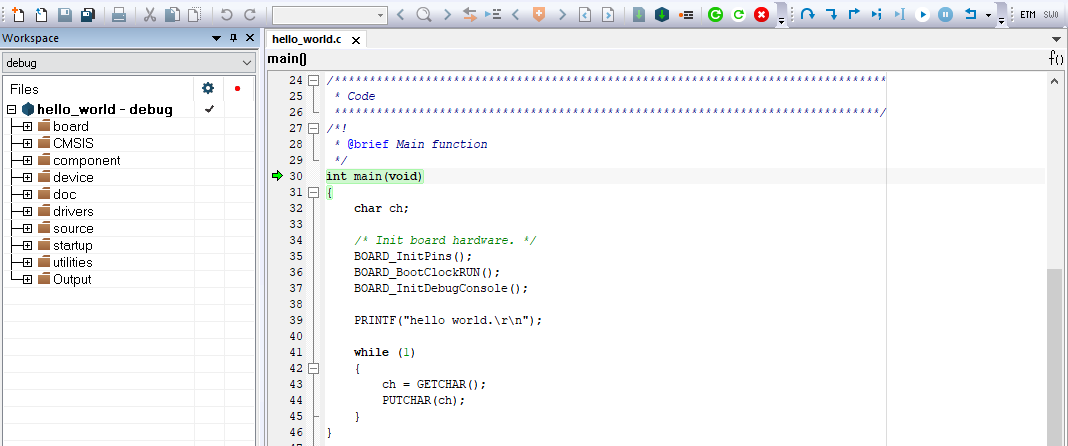 ETM SWO
Workspace
debug
Files
hello_world - debug
board
CMSIS
component
device
doc
drivers
source
startup
utilities
Output
hello_world.c
main()
f()
24 /*******************************************************************************
25  * Code
26  ******************************************************************************/
27 /*!
28  * @brief Main function
29  */
30 int main(void)
31 {
32     char ch;
33
34     /* Init board hardware. */
35     BOARD_InitPins();
36     BOARD_BootClockRUN();
37     BOARD_InitDebugConsole();
38
39     PRINTF("hello world.\r\n");
40
41     while (1)
42     {
43         ch = GETCHAR();
44         PUTCHAR(ch);
45     }
46 }